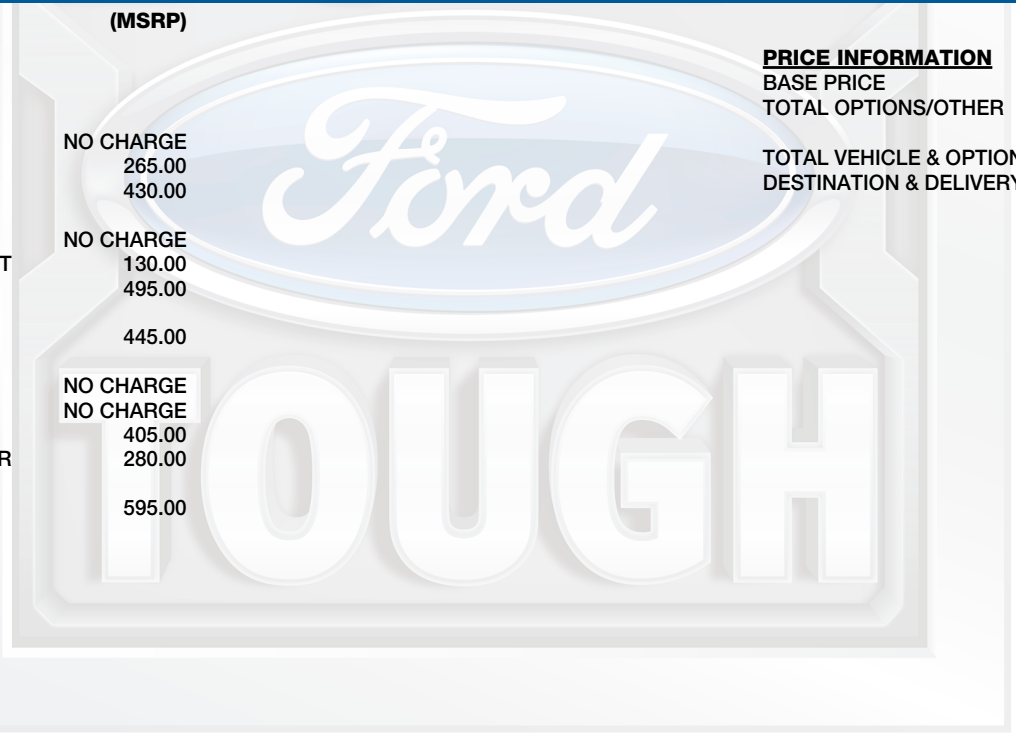 (MSRP)
NO CHARGE
265.00
430.00
NO CHARGE
T 130.00
495.00
445.00
NO CHARGE
NO CHARGE
405.00
R 280.00
595.00
PRICE INFORMATION
BASE PRICE
TOTAL OPTIONS/OTHER
TOTAL VEHICLE & OPTION
DESTINATION & DELIVERY
Ford
TOUGH